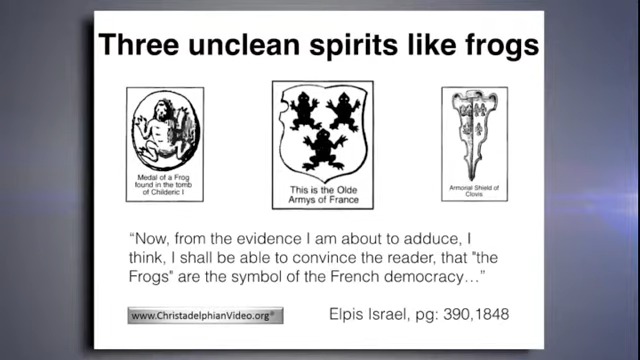 Three unclean spirits like frogs
Medal of a Frog
found in the tomb
of Childeric I
This is the Olde
Armys of France
Armorial Shield of
Clovis
“Now, from the evidence I am about to adduce, I
think, I shall be able to convince the reader, that "the
Frogs" are the symbol of the French democracy…”
www.ChristadelphianVideo.org®
Elpis Israel, pg: 390,1848